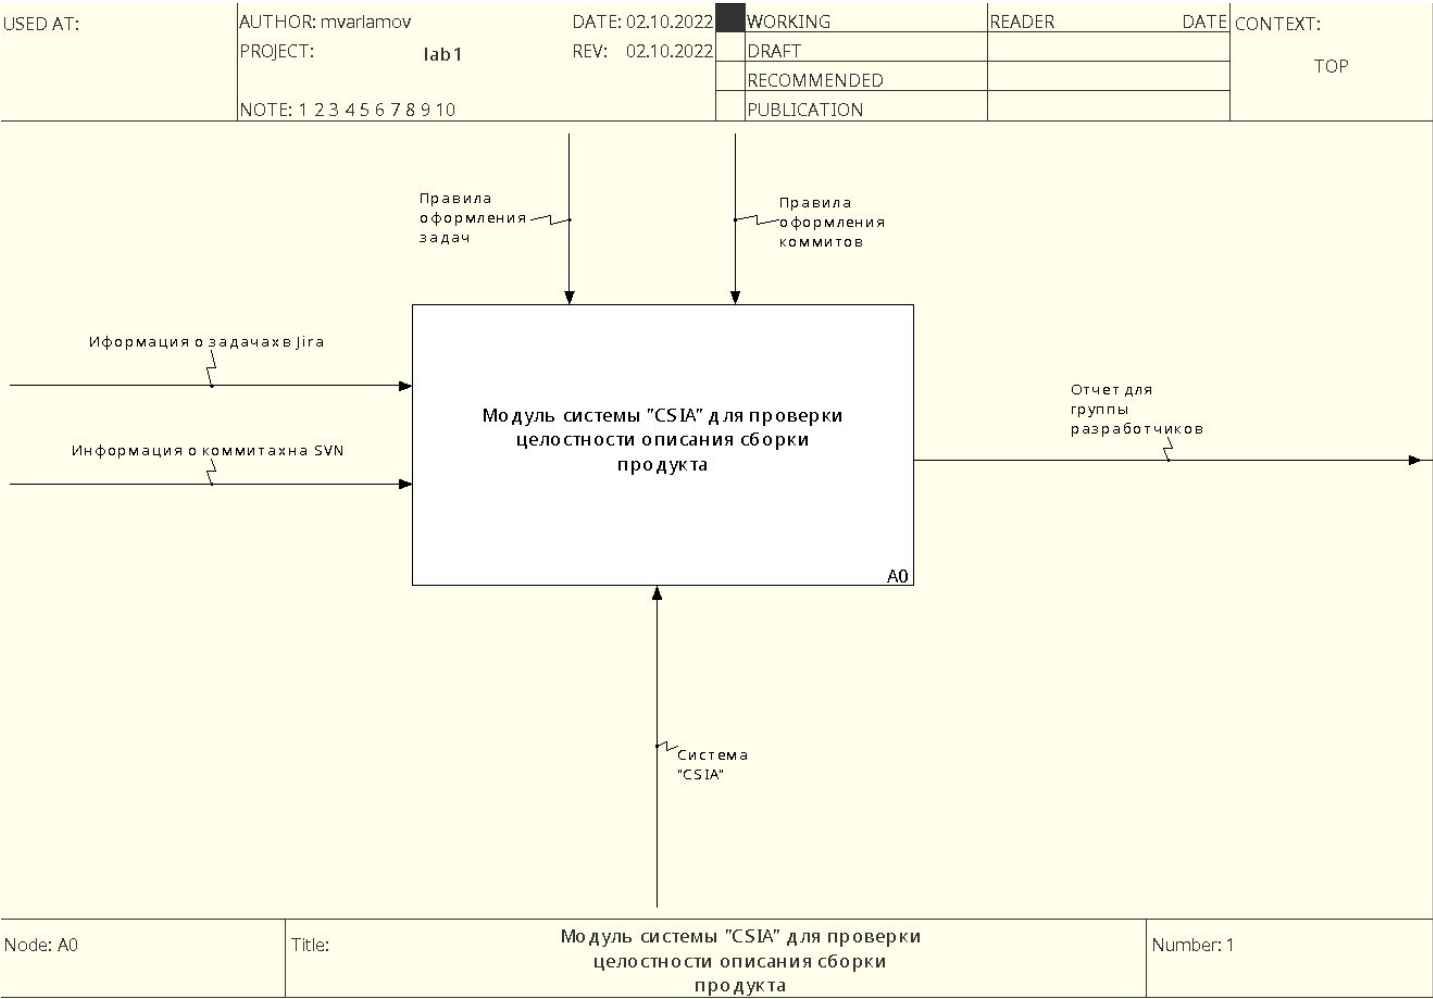 USED AT:
AUTHOR: mvarlamov
DATE: 02.10.2022
WORKING
READER
DATE
CONTEXT:
PROJECT:
lab1
REV: 02.10.2022
DRAFT
TOP
RECOMMENDED
NOTE: 1 2 3 4 5 6 7 8 9 10
PUBLICATION
Правила
оформления
задач
Правила
оформления
коммитов
Иформация о задачах в Jira
Информация о коммитах на SVN
Модуль системы "CSIA" для проверки
целостности описания сборки
продукта
A0
Отчет для
группы
разработчиков
Система
"CSIA"
Node: A0
Title:
Модуль системы "CSIA" для проверки
целостности описания сборки
продукта
Number: 1